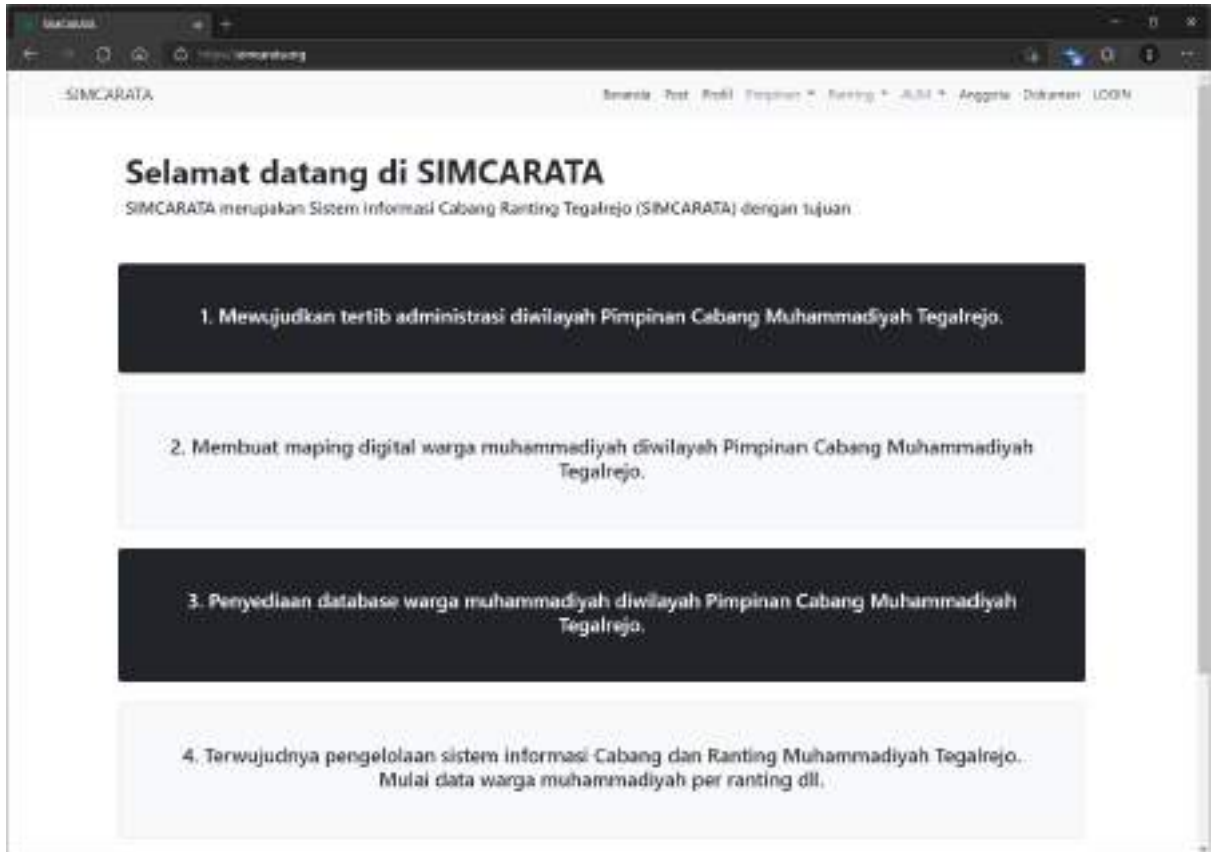 SIMCARATA
SIMCARATA Beranda Post Profil Pimpinan Ranting AUM Anggota Dokumen LOGIN
Selamat datang di SIMCARATA
SIMCARATA merupakan Sistem Informasi Cabang Ranting Tegalrejo (SIMCARATA) dengan tujuan
1. Mewujudkan tertib administrasi diwilayah Pimpinan Cabang Muhammadiyah Tegalrejo.
2. Membuat maping digital warga muhammadiyah diwilayah Pimpinan Cabang Muhammadiyah
Tegalrejo.
3. Penyediaan database warga muhammadiyah diwilayah Pimpinan Cabang Muhammadiyah
Tegalrejo.
4. Terwujudnya pengelolaan sistem informasi Cabang dan Ranting Muhammadiyah Tegalrejo.
Mulai data warga muhammadiyah per ranting dll.